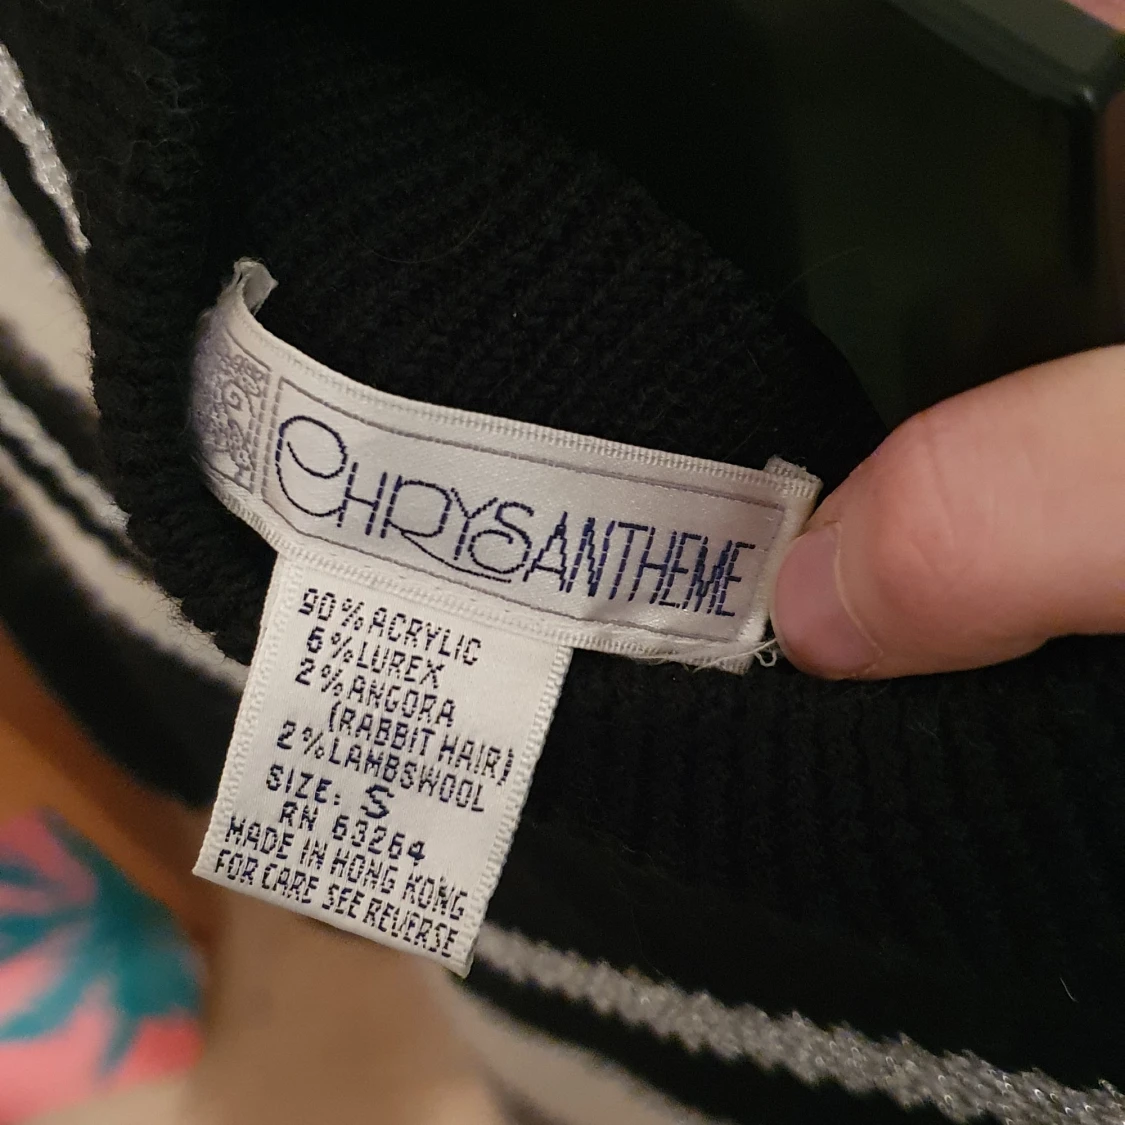 CHRYSANTHEME
90% ACRYLIC
6% LUREX
2% ANGORA
(RABBIT HAIR)
2% LAMBSWOOL
SIZE: S
RN 63264
MADE IN HONG KONG
FOR CARE SEE REVERSE